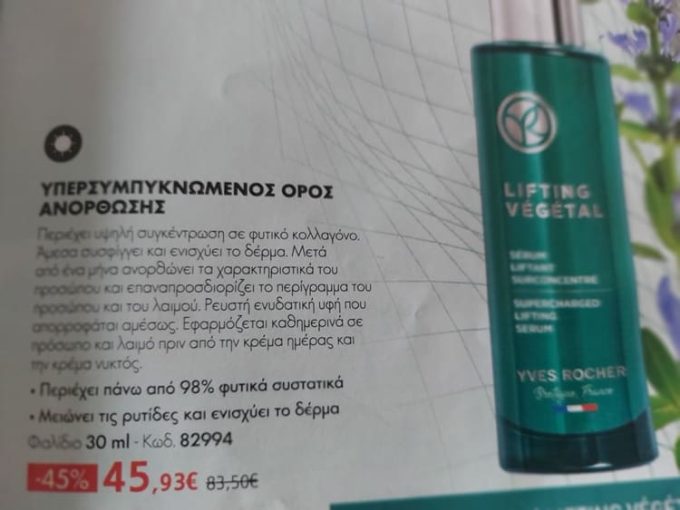 ΥΠΕΡΣΥΜΠΥΚΝΩΜΕΝΟΣ ΟΡΟΣ
ΑΝΟΡΘΩΣΗΣ
Περιέχει υψηλή συγκέντρωση σε φυτικό κολλαγόνο.
Άμεσα συσφίγγει και ενισχύει το δέρμα. Μετά
από ένα μήνα ανορθώνει τα χαρακτηριστικά του
προσώπου και επαναπροσδιορίζει το περίγραμμα του
προσώπου και του λαιμού. Ρευστή ενυδατική υφή που
απορροφάται αμέσως. Εφαρμόζεται καθημερινά σε
πρόσωπο και λαιμό πριν από την κρέμα ημέρας και
την κρέμα νυκτός.
• Περιέχει πάνω από 98% φυτικά συστατικά
• Μειώνει τις ρυτίδες και ενισχύει το δέρμα
Φιαλίδιο 30 ml - Κωδ. 82994
-45% 45,93€ 83,50€
LIFTING
VÉGÉTAL
SÉRUM
LIFTANT
SURCONCENTRÉ
SUPERCHARGED
LIFTING
SERUM
YVES ROCHER
Bretagne, France